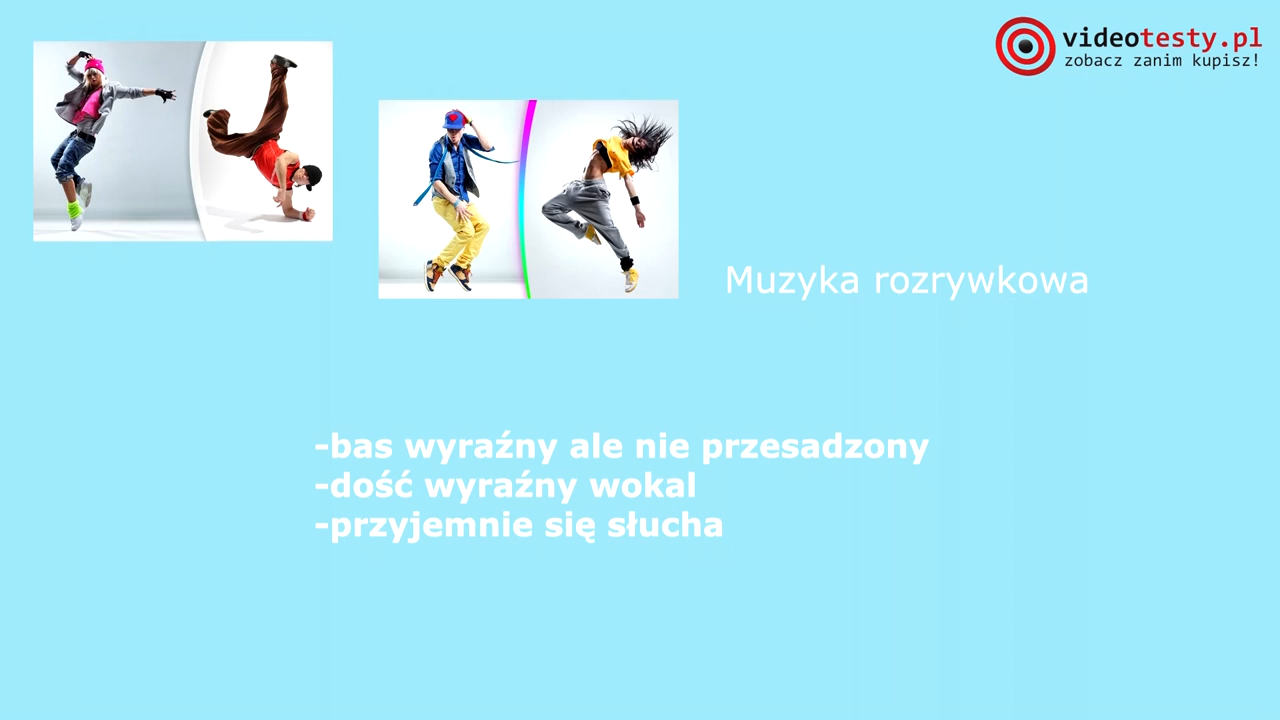 videotesty.pl
zobacz zanim kupisz!
Muzyka rozrywkowa
-bas wyraźny ale nie przesadzony
-dość wyraźny wokal
-przyjemnie się słucha